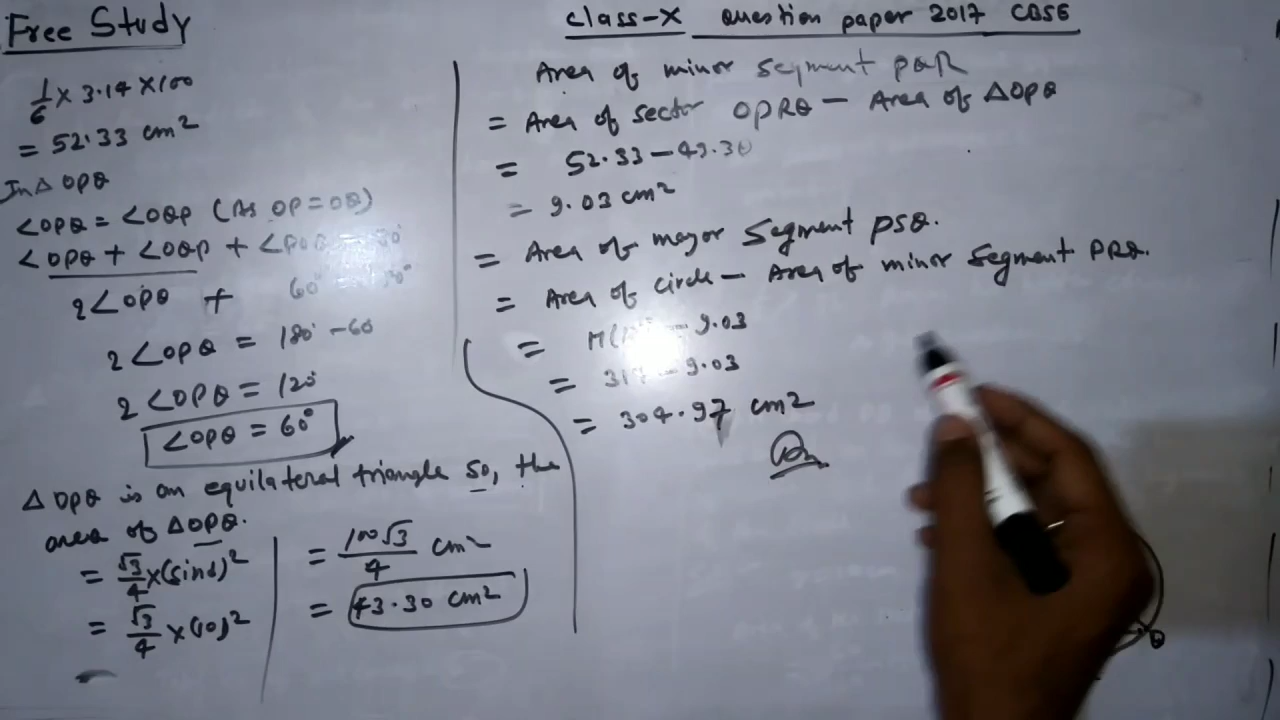 Free Study
Class-X question paper 2017 CBSE
1/6 × 3.14 × 100
= 52.33 cm²
In △ OPQ
∠OPQ = ∠OQP (As OP = OQ)
∠OPQ + ∠OQP +
2∠OPQ + 60°
2∠OPQ = 180° - 60
2∠OPQ = 120°
∠OPQ = 60°
△ OPQ is an equilateral triangle so, the
area of △OPQ.
= √3/4 ×
= √3/4 × (10)²
= 100√3/4 cm²
= 43.30 cm²
Area of minor segment PQR
= Area of sector OPRQ - Area of △OPQ
= 52.33 -
= 9.03 cm²
= Area of major segment PSQ.
= Area of circle - Area of minor segment PRQ.
= 9.03
= 9.03
= 304.97 cm²
Q